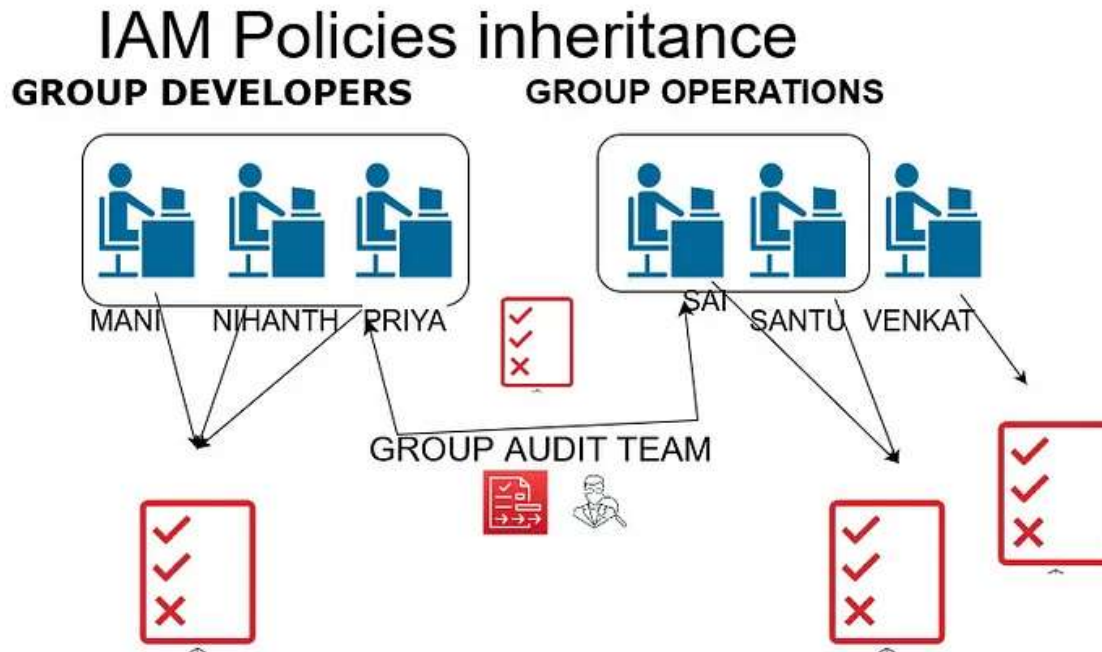 IAM Policies inheritance
GROUP DEVELOPERS
GROUP OPERATIONS
MANI
NIHANTH
PRIYA
SAI
SANTU
VENKAT
GROUP AUDIT TEAM